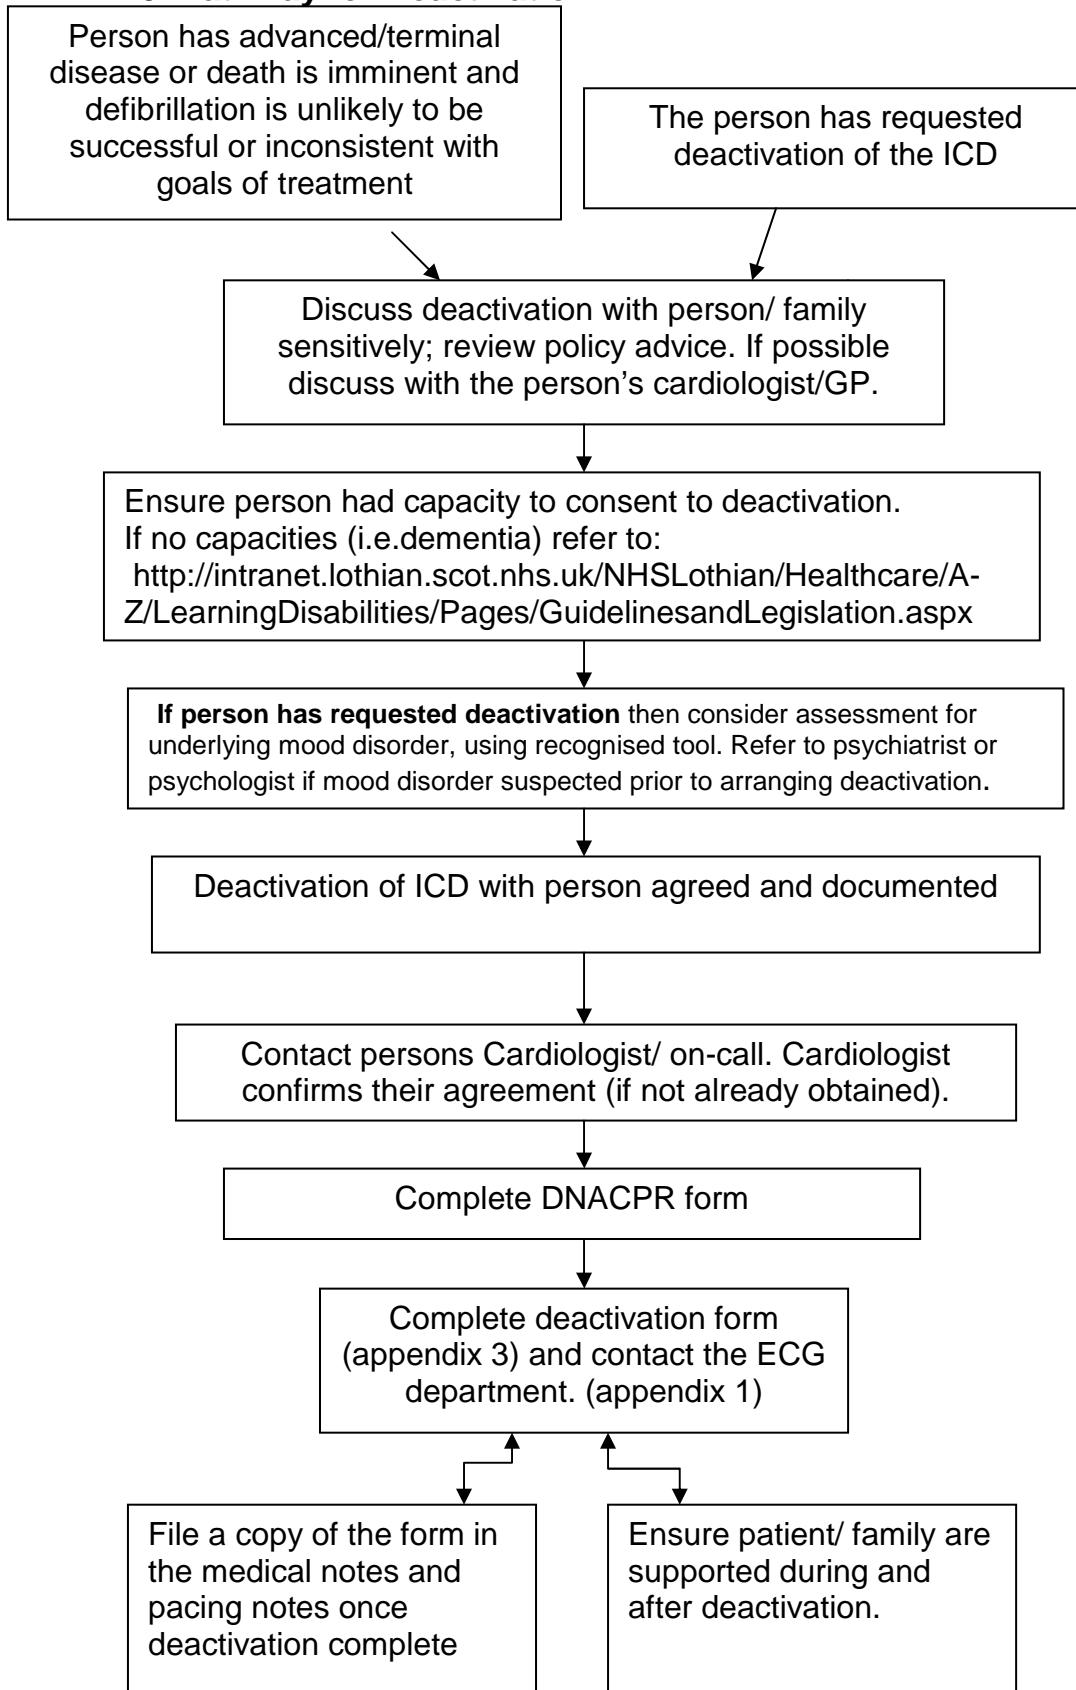 Person has advanced/terminal
disease or death is imminent and
defibrillation is unlikely to be
successful or inconsistent with
goals of treatment
The person has requested
deactivation of the ICD
Discuss deactivation with person/ family
sensitively; review policy advice. If possible
discuss with the person's cardiologist/GP.
Ensure person had capacity to consent to deactivation.
If no capacities (i.e.dementia) refer to:
http://intranet.lothian.scot.nhs.uk/NHSLothian/Healthcare/A-
Z/LearningDisabilities/Pages/GuidelinesandLegislation.aspx
If person has requested deactivation then consider assessment for
underlying mood disorder, using recognised tool. Refer to psychiatrist or
psychologist if mood disorder suspected prior to arranging deactivation.
Deactivation of ICD with person agreed and documented
Contact persons Cardiologist/ on-call. Cardiologist
confirms their agreement (if not already obtained).
Complete DNACPR form
Complete deactivation form
(appendix 3) and contact the ECG
department. (appendix 1)
File a copy of the form in
the medical notes and
pacing notes once
deactivation complete
Ensure patient/ family are
supported during and
after deactivation.